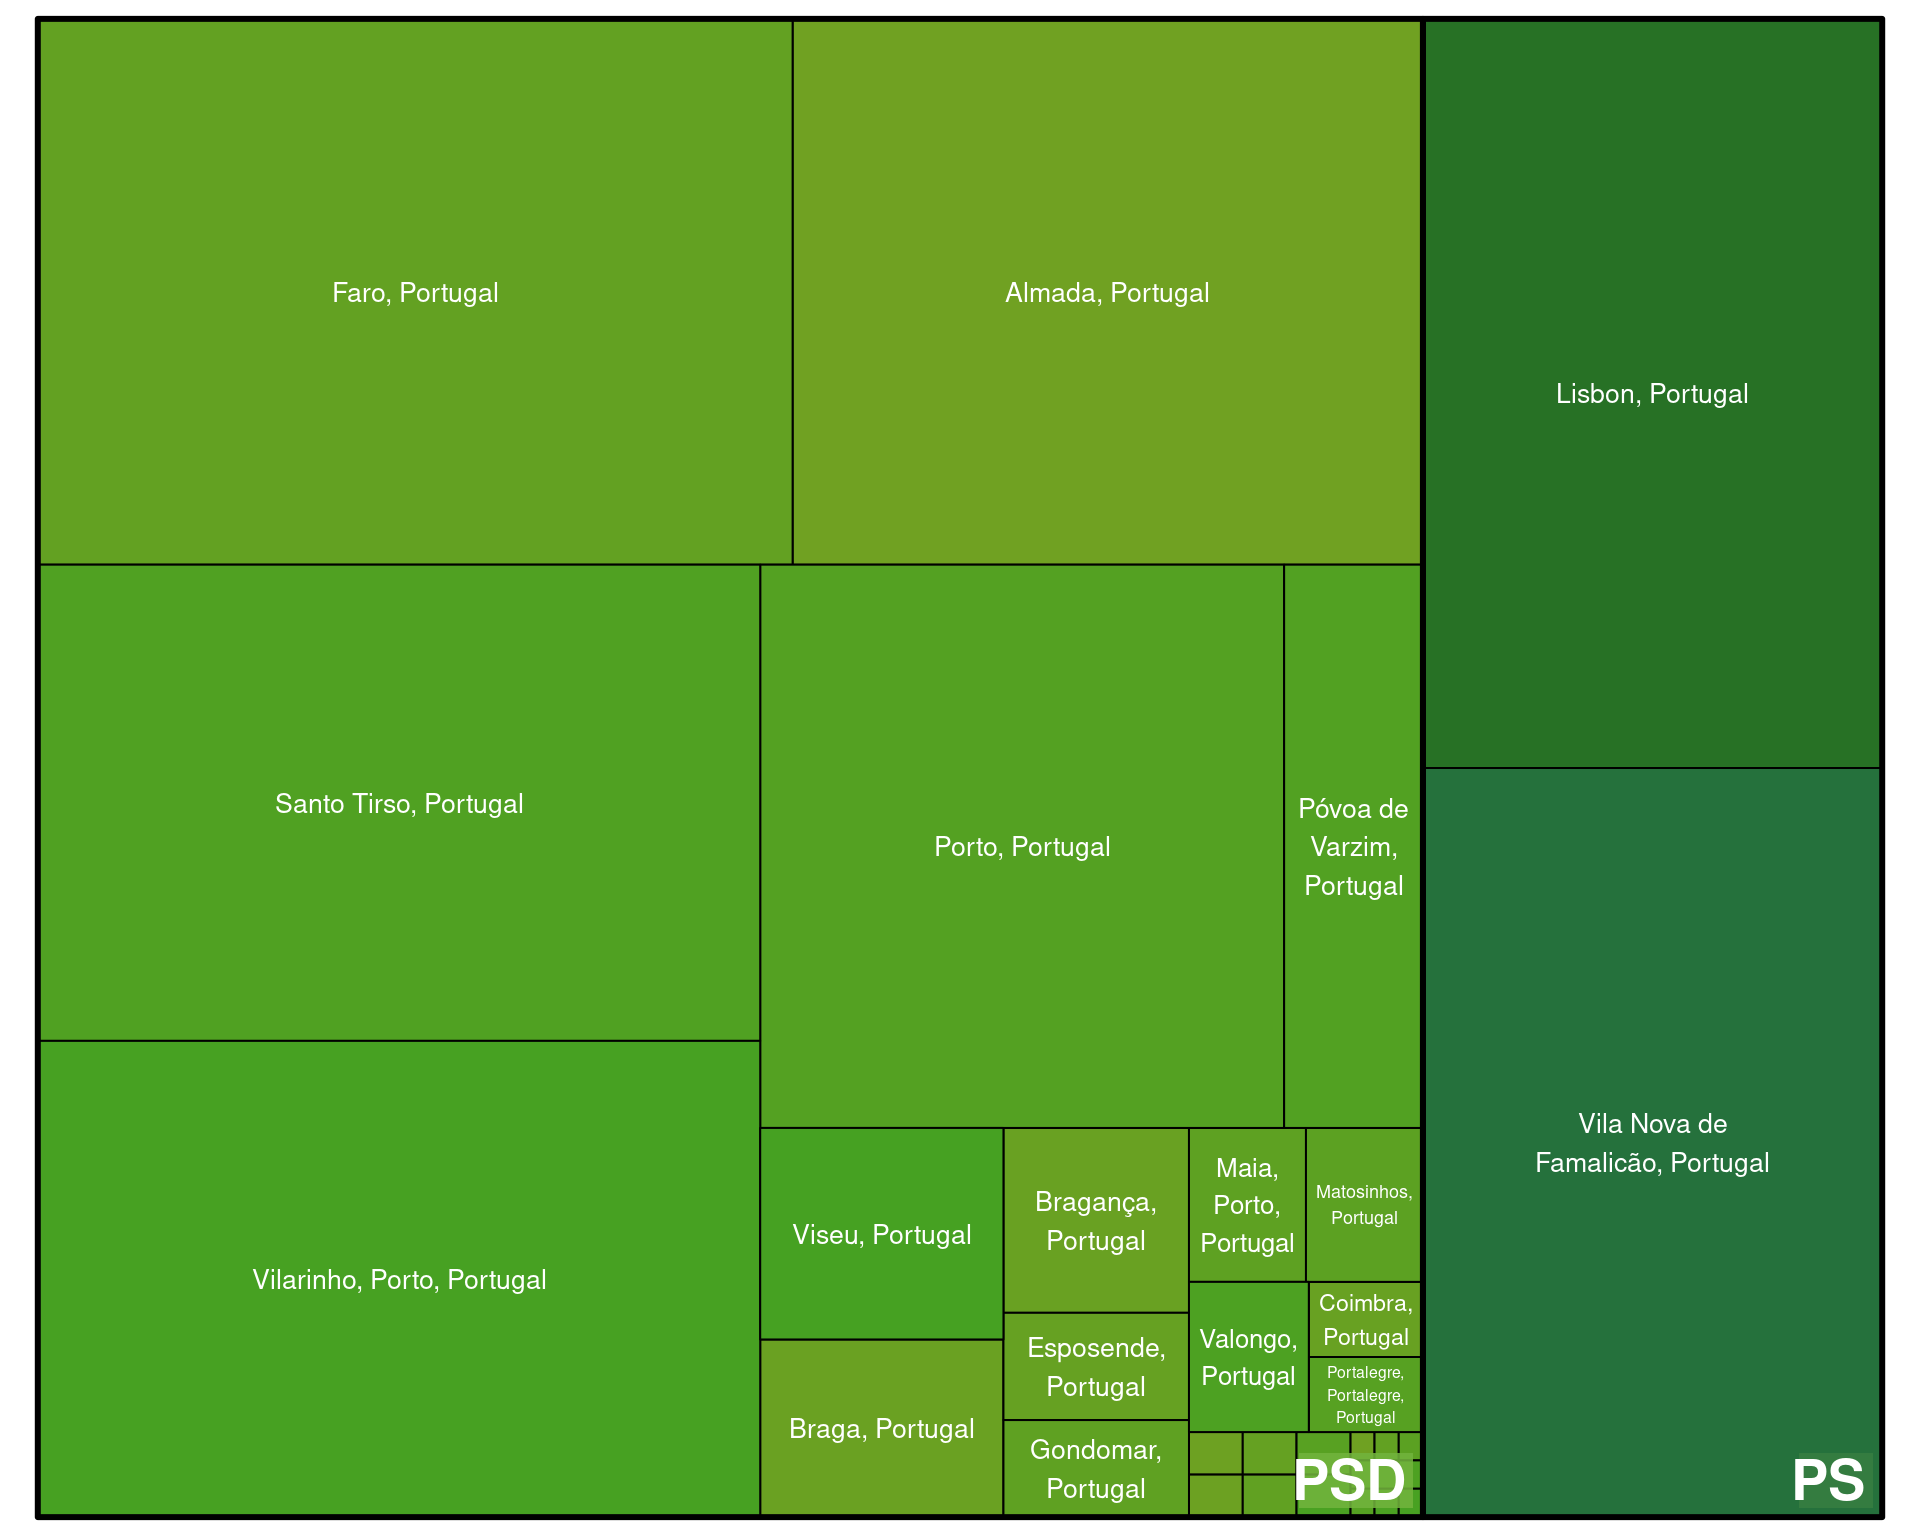 Faro, Portugal
Almada, Portugal
Lisbon, Portugal
Santo Tirso, Portugal
Porto, Portugal
Póvoa de
Varzim,
Portugal
Vila Nova de
Famalicão, Portugal
Vilarinho, Porto, Portugal
Viseu, Portugal
Bragança,
Portugal
Maia,
Porto,
Portugal
Matosinhos,
Portugal
Valongo,
Portugal
Coimbra,
Portugal
Portalegre,
Portalegre,
Portugal
Esposende,
Portugal
Braga, Portugal
Gondomar,
Portugal
PSD
PS